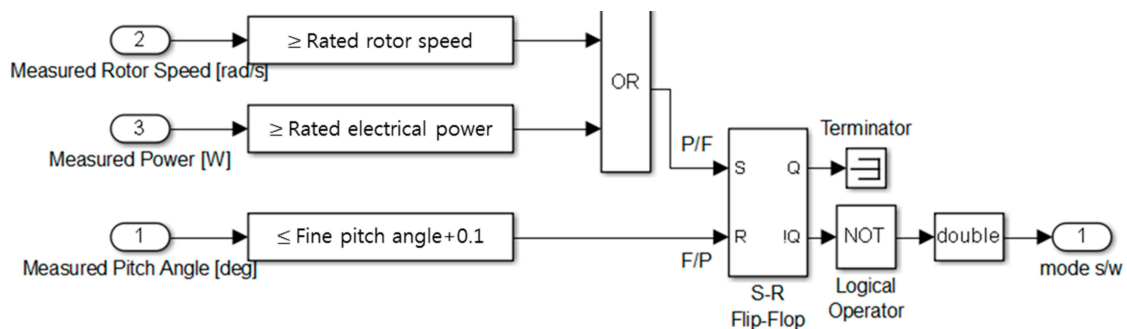 2
≥ Rated rotor speed
Measured Rotor Speed [rad/s]
OR
3
≥ Rated electrical power
Measured Power [W]
P/F
Terminator
S
Q
1
≤ Fine pitch angle+0.1
Measured Pitch Angle [deg]
F/P
R
!Q
NOT
double
1
mode s/w
S-R
Flip-Flop
Logical
Operator